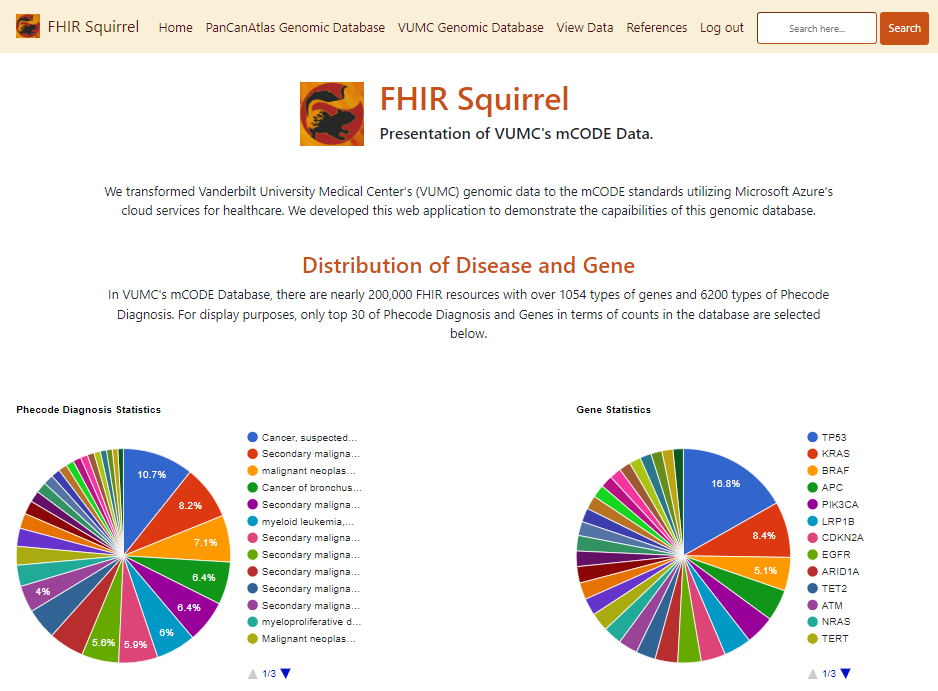 FHIR Squirrel Home PanCanAtlas Genomic Database VUMC Genomic Database View Data References Log out Search here... Search
FHIR Squirrel
Presentation of VUMC's mCODE Data.
We transformed Vanderbilt University Medical Center's (VUMC) genomic data to the mCODE standards utilizing Microsoft Azure's
cloud services for healthcare. We developed this web application to demonstrate the capaibilities of this genomic database.
Distribution of Disease and Gene
In VUMC's mCODE Database, there are nearly 200,000 FHIR resources with over 1054 types of genes and 6200 types of Phecode
Diagnosis. For display purposes, only top 30 of Phecode Diagnosis and Genes in terms of counts in the database are selected
below.
Phecode Diagnosis Statistics
10.7%
8.2%
7.1%
6.4%
6.4%
6%
5.9%
5.6%
4%
Cancer, suspected...
Secondary maligna...
malignant neoplas...
Cancer of bronchus...
Secondary maligna...
myeloid leukemia,...
Secondary maligna...
Secondary maligna...
Secondary maligna...
Secondary maligna...
Secondary maligna...
myeloproliferative d...
Malignant neoplas...
1/3
Gene Statistics
16.8%
8.4%
5.1%
TP53
KRAS
BRAF
APC
PIK3CA
LRP1B
CDKN2A
EGFR
ARID1A
TET2
ATM
NRAS
TERT
1/3